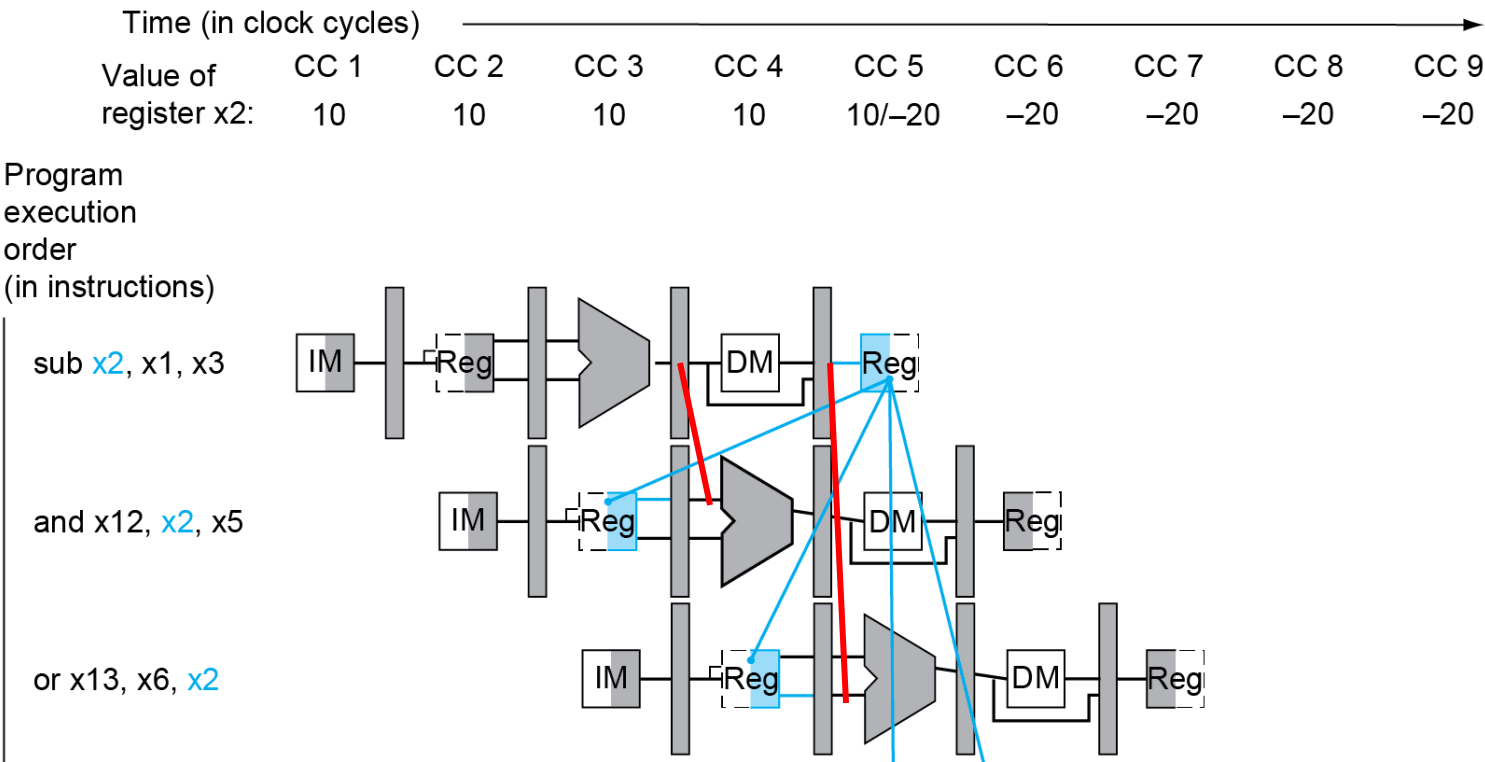 Time (in clock cycles)
Value of register x2:
CC 1 CC 2 CC 3 CC 4 CC 5 CC 6 CC 7 CC 8 CC 9
10 10 10 10 10/–20 –20 –20 –20 –20
Program
execution
order
(in instructions)
sub x2, x1, x3
IM Reg DM Reg
and x12, x2, x5
IM Reg DM Reg
or x13, x6, x2
IM Reg DM Reg